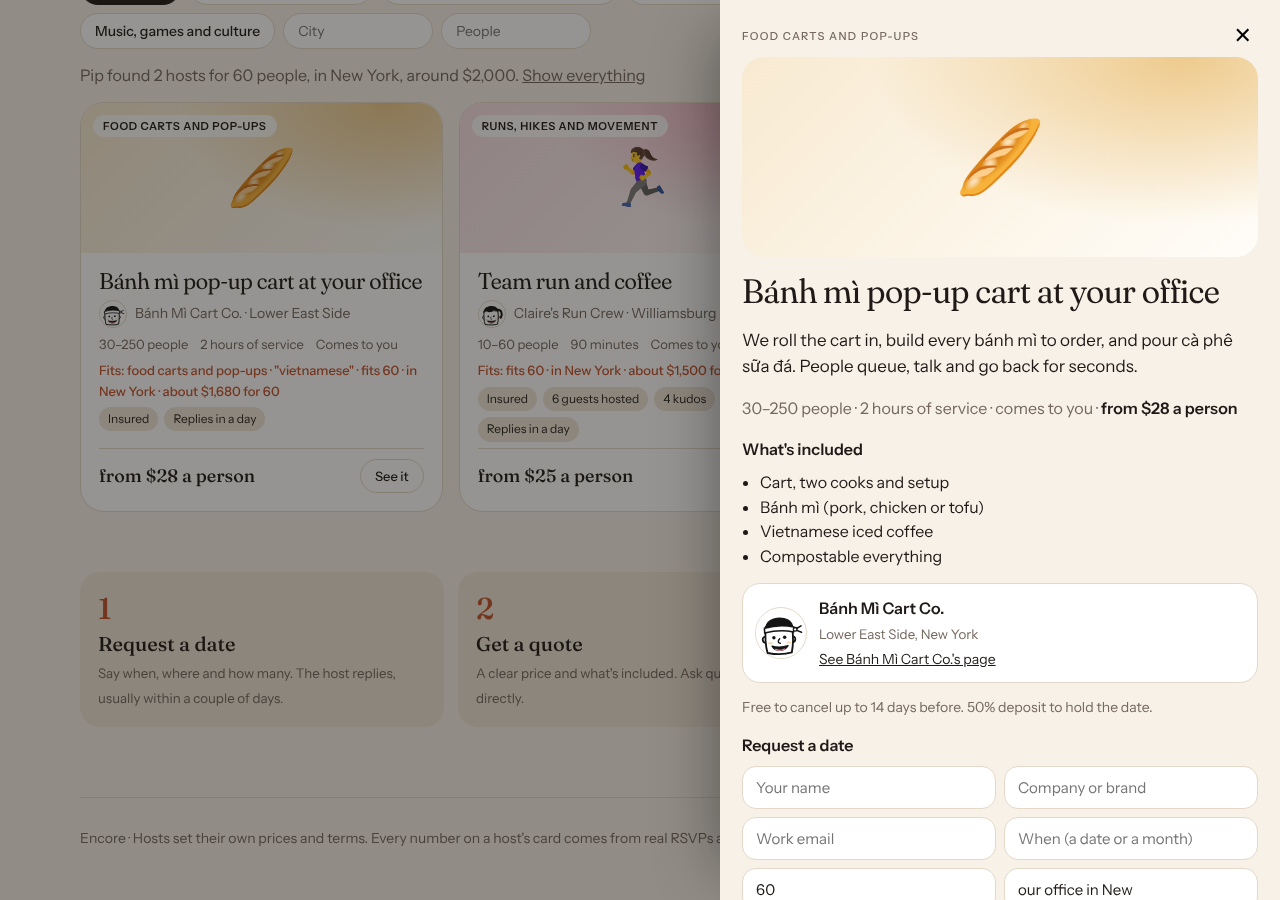 Music, games and culture
City
People
Pip found 2 hosts for 60 people, in New York, around $2,000. Show everything
FOOD CARTS AND POP-UPS
Bánh mì pop-up cart at your office
Bánh Mì Cart Co. · Lower East Side
30–250 people 2 hours of service Comes to you
Fits: food carts and pop-ups · "vietnamese" · fits 60 · in
New York · about $1,680 for 60
Insured
Replies in a day
from $28 a person
See it
RUNS, HIKES AND MOVEMENT
Team run and coffee
Claire's Run Crew · Williamsburg
10–60 people 90 minutes Comes to
Fits: fits 60 · in New York · about $1,500
Insured
6 guests hosted
4 kudos
Replies in a day
from $25 a person
1
Request a date
Say when, where and how many. The host replies,
usually within a couple of days.
2
Get a quote
A clear price and what's included. Ask
directly.
Encore · Hosts set their own prices and terms. Every number on a host's card comes from real RSVPs
FOOD CARTS AND POP-UPS
✕
Bánh mì pop-up cart at your office
We roll the cart in, build every bánh mì to order, and pour cà phê
sữa đá. People queue, talk and go back for seconds.
30–250 people · 2 hours of service · comes to you · from $28 a person
What's included
• Cart, two cooks and setup
• Bánh mì (pork, chicken or tofu)
• Vietnamese iced coffee
• Compostable everything
Bánh Mì Cart Co.
Lower East Side, New York
See Bánh Mì Cart Co.'s page
Free to cancel up to 14 days before. 50% deposit to hold the date.
Request a date
Your name
Company or brand
Work email
When (a date or a month)
60
our office in New